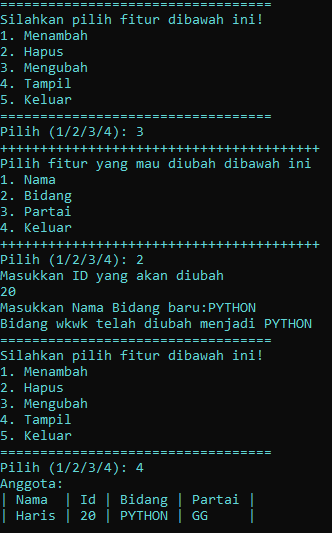 ==================================
Silahkan pilih fitur dibawah ini!
1. Menambah
2. Hapus
3. Mengubah
4. Tampil
5. Keluar
==================================
Pilih (1/2/3/4): 3
++++++++++++++++++++++++++++++++++++++++
Pilih fitur yang mau diubah dibawah ini
1. Nama
2. Bidang
3. Partai
4. Keluar
++++++++++++++++++++++++++++++++++++++++
Pilih (1/2/3/4): 2
Masukkan ID yang akan diubah
20
Masukkan Nama Bidang baru:PYTHON
Bidang wkwk telah diubah menjadi PYTHON
==================================
Silahkan pilih fitur dibawah ini!
1. Menambah
2. Hapus
3. Mengubah
4. Tampil
5. Keluar
==================================
Pilih (1/2/3/4): 4
Anggota:
| Nama  | Id | Bidang | Partai |
| Haris | 20 | PYTHON | GG     |